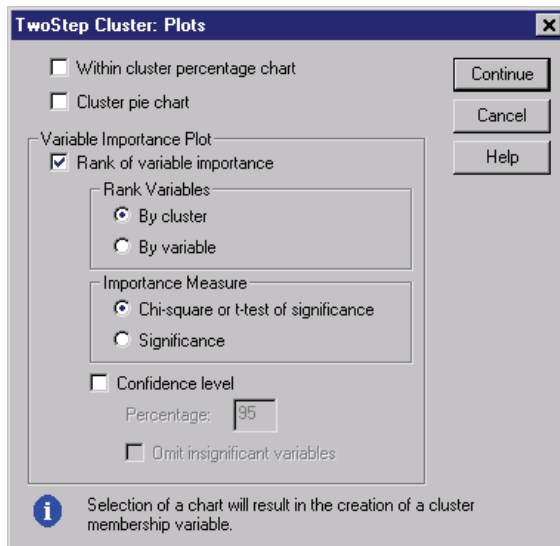 TwoStep Cluster: Plots
Within cluster percentage chart
Cluster pie chart
Continue
Cancel
Help
Variable Importance Plot
Rank of variable importance
Rank Variables
By cluster
By variable
Importance Measure
Chi-square or t-test of significance
Significance
Confidence level
Percentage: 95
Omit insignificant variables
Selection of a chart will result in the creation of a cluster
membership variable.